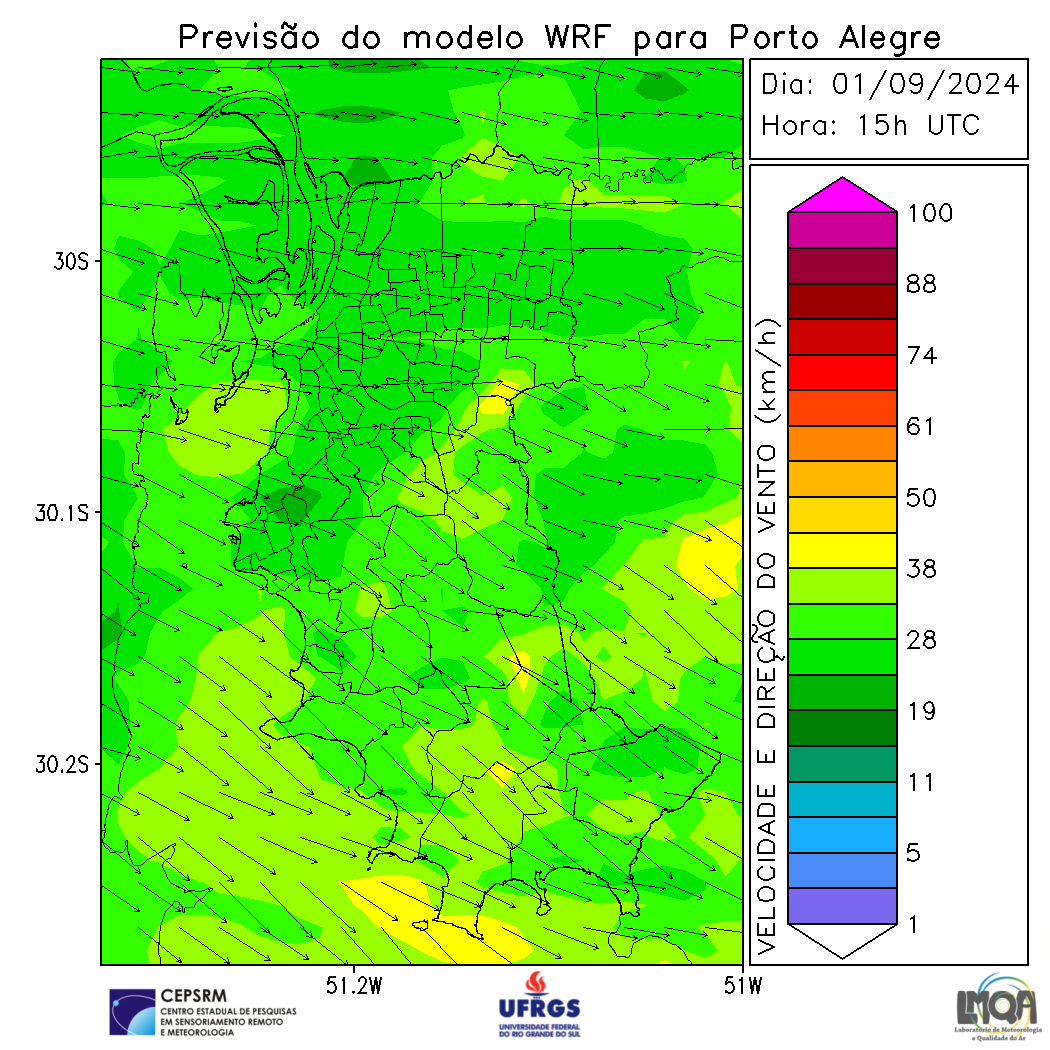 Previsão do modelo WRF para Porto Alegre
Dia: 01/09/2024
Hora: 15h UTC
30S
30.1S
30.2S
51.2W
51W
VELOCIDADE E DIREÇÃO DO VENTO (km/h)
100
88
74
61
50
38
28
19
11
5
1
CEPSRM
CENTRO ESTADUAL DE PESQUISAS
EM SENSORIAMENTO REMOTO
E METEOROLOGIA
UFRGS
UNIVERSIDADE FEDERAL
DO RIO GRANDE DO SUL
LMQA
Laboratório de Meteorologia
e Qualidade do Ar